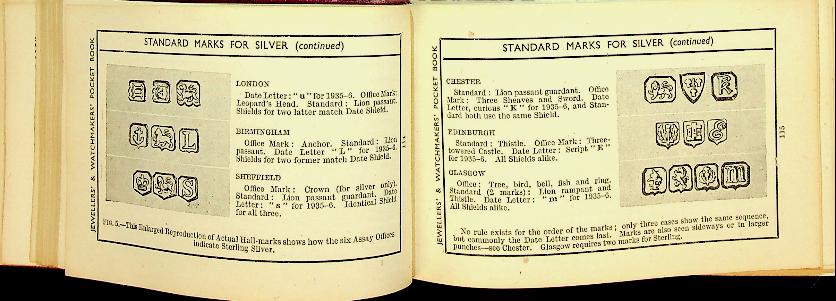 JEWELLERS' & WATCHMAKERS' POCKET BOOK
STANDARD MARKS FOR SILVER (continued)
LONDON
Date Letter: "u" for 1935-6. Office Mark:
Leopard's Head. Standard: Lion passant.
Shields for two latter match Date Shield.
BIRMINGHAM
Office Mark: Anchor. Standard: Lion
passant. Date Letter "L" for 1935-6.
Shields for two former match Date Shield.
SHEFFIELD
Office Mark: Crown (for silver only).
Standard: Lion passant guardant. Date
Letter: "s" for 1935-6. Identical Shield
for all three.
FIG. 5.—This Enlarged Reproduction of Actual Hall-marks shows how the six Assay Offices
indicate Sterling Silver.
JEWELLERS' & WATCHMAKERS' POCKET BOOK
STANDARD MARKS FOR SILVER (continued)
CHESTER
Standard: Lion passant guardant. Office
Mark: Three Sheaves and Sword. Date
Letter, curious "K" for 1935-6, and Stan-
dard both use the same Shield.
EDINBURGH
Standard: Thistle. Office Mark: Three-
towered Castle. Date Letter: Script "E"
for 1935-6. All Shields alike.
GLASGOW
Office: Tree, bird, bell, fish and ring.
Standard (2 marks): Lion rampant and
Thistle. Date Letter: "m" for 1935-6.
All Shields alike.
115
No rule exists for the order of the marks; only three cases show the same sequence,
but commonly the Date Letter comes last. Marks are also seen sideways or in larger
punches—see Chester. Glasgow requires two marks for Sterling.